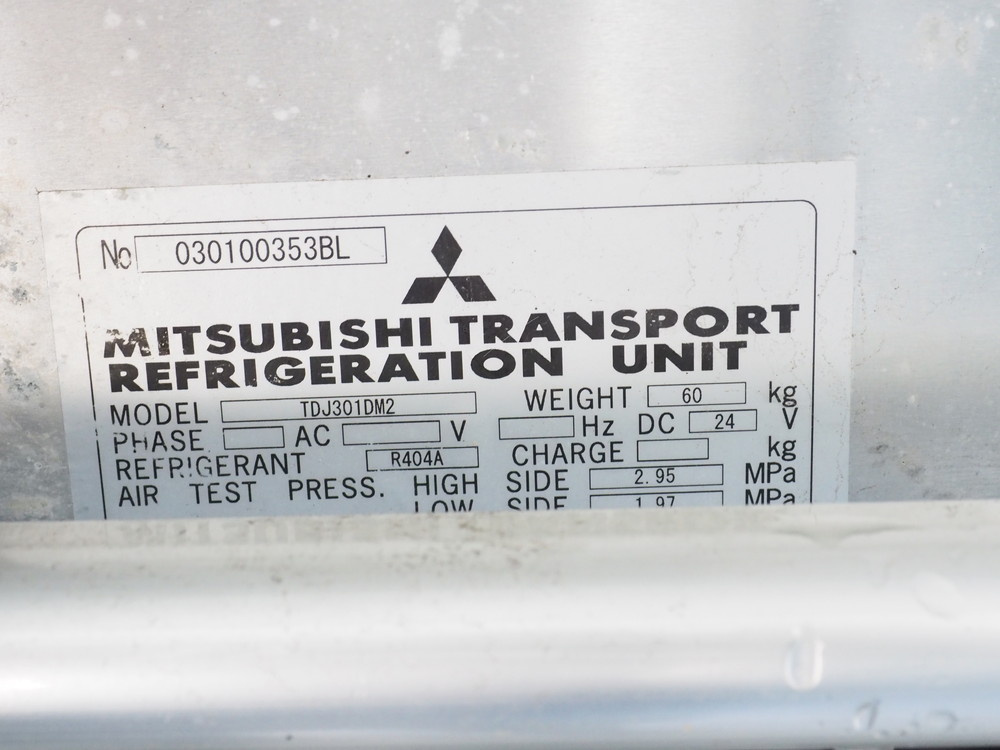 No 030100353BL
MITSUBISHI TRANSPORT
REFRIGERATION UNIT
MODEL TDJ301DM2 WEIGHT 60 kg
PHASE AC V Hz DC 24 V
REFRIGERANT R404A CHARGE kg
AIR TEST PRESS. HIGH SIDE 2.95 MPa
LOW SIDE 1.97 MPa